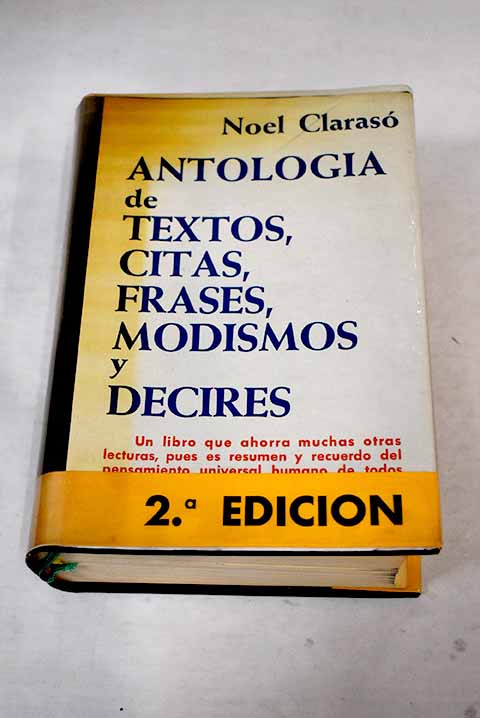 Noel Clarasó
ANTOLOGIA
de
TEXTOS,
CITAS,
FRASES,
MODISMOS
y
DECIRES
Un libro que ahorra muchas otras
lecturas, pues es resumen y recuerdo del
pensamiento universal humano de todos
2.ª EDICION